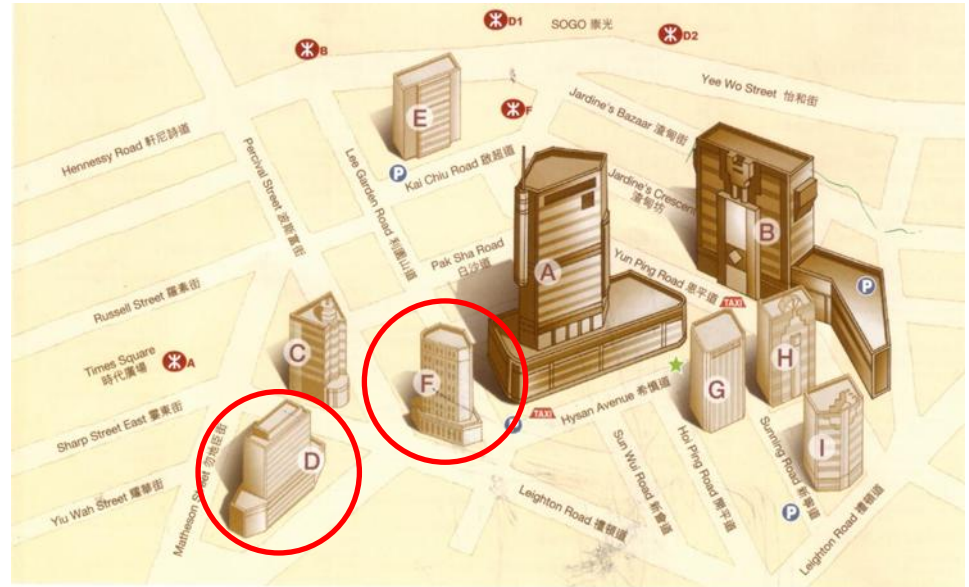 D1
SOGO 崇光
D2
B
Yee Wo Street 怡和街
E
F
Jardine's Bazaar 渣甸街
Hennessy Road 軒尼詩道
Percival Street 波斯富街
Lee Garden Road 利園山道
P
Kai Chiu Road 啟超道
Jardine's Crescent
渣甸坊
B
Pak Sha Road
白沙道
A
Yun Ping Road 恩平道
TAXI
P
Russell Street 羅素街
Times Square
時代廣場
A
C
F
G
H
Sharp Street East 霎東街
TAXI
P
Hysan Avenue 希慎道
D
I
Yiu Wah Street 耀華街
Matheson Street 勿地臣街
Leighton Road 禮頓道
Sun Wui Road 新會道
Hoi Ping Road 開平道
Sunning Road 新寧道
P
Leighton Road 禮頓道